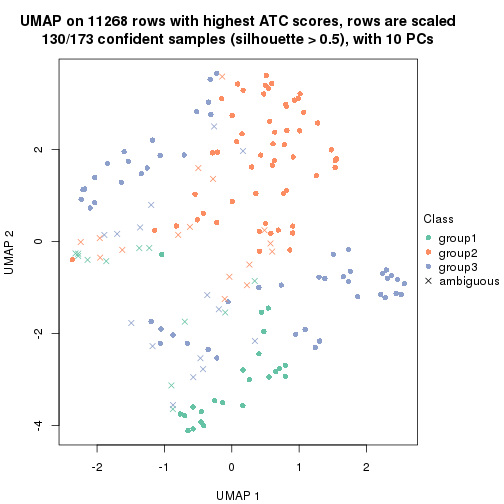 UMAP on 11268 rows with highest ATC scores, rows are scaled
130/173 confident samples (silhouette > 0.5), with 10 PCs
2
0
-2
-4
UMAP 2
-2
-1
0
1
2
UMAP 1
Class
group1
group2
group3
ambiguous